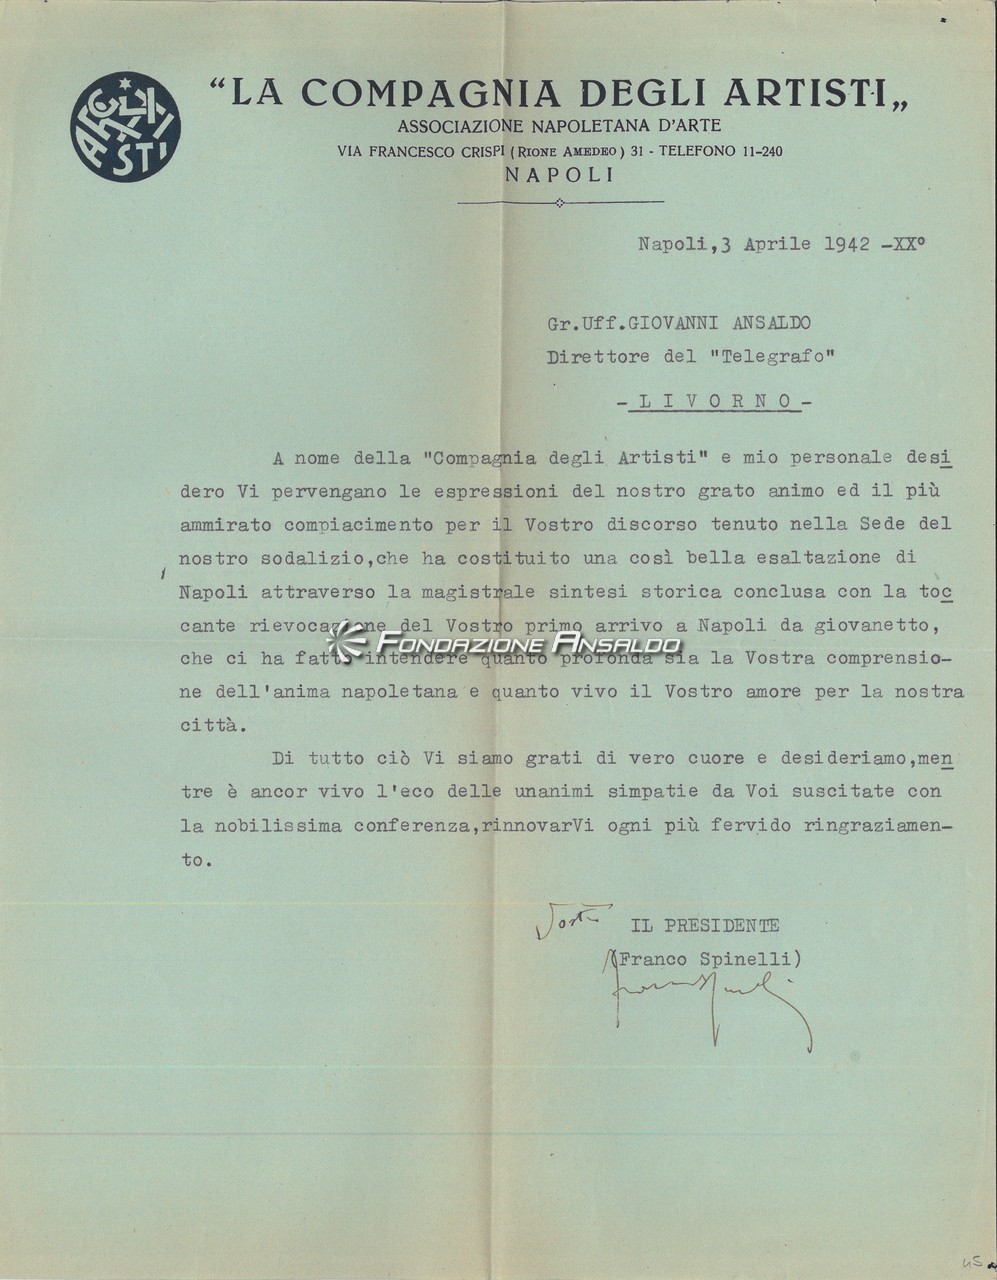 "LA COMPAGNIA DEGLI ARTISTI„
ASSOCIAZIONE NAPOLETANA D'ARTE
VIA FRANCESCO CRISPI (RIONE AMEDEO) 31 - TELEFONO 11-240
NAPOLI
Napoli,3 Aprile 1942 -XX°
Gr.Uff.GIOVANNI ANSALDO
Direttore del "Telegrafo"
- L I V O R N O -
A nome della "Compagnia degli Artisti" e mio personale desi
dero Vi pervengano le espressioni del nostro grato animo ed il più
ammirato compiacimento per il Vostro discorso tenuto nella Sede del
nostro sodalizio,che ha costituito una così bella esaltazione di
Napoli attraverso la magistrale sintesi storica conclusa con la toc
cante rievocazione del Vostro primo arrivo a Napoli da giovanetto,
FONDAZIONE ANSALDO
che ci ha fatto intendere quanto profonda sia la Vostra comprensio-
ne dell'anima napoletana e quanto vivo il Vostro amore per la nostra
città.
Di tutto ciò Vi siamo grati di vero cuore e desideriamo,men
tre è ancor vivo l'eco delle unanimi simpatie da Voi suscitate con
la nobilissima conferenza,rinnovarVi ogni più fervido ringraziamen-
to.
IL PRESIDENTE
(Franco Spinelli)
45